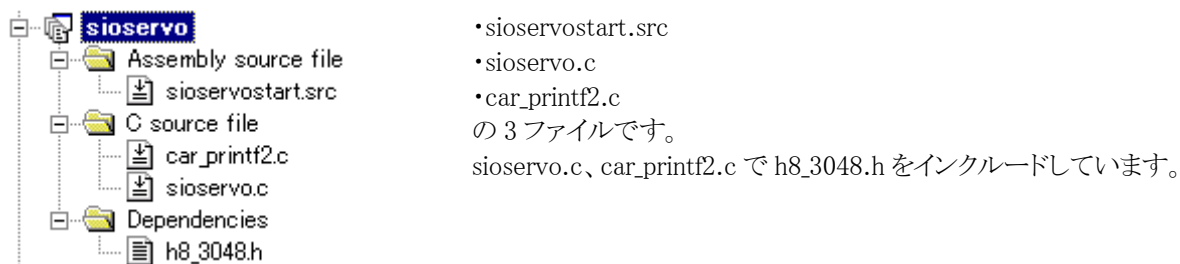 sioservo
Assembly source file
sioservostart.src
C source file
car_printf2.c
sioservo.c
Dependencies
h8_3048.h
・sioservostart.src
・sioservo.c
・car_printf2.c
の 3 ファイルです。
sioservo.c、car_printf2.c で h8_3048.h をインクルードしています。